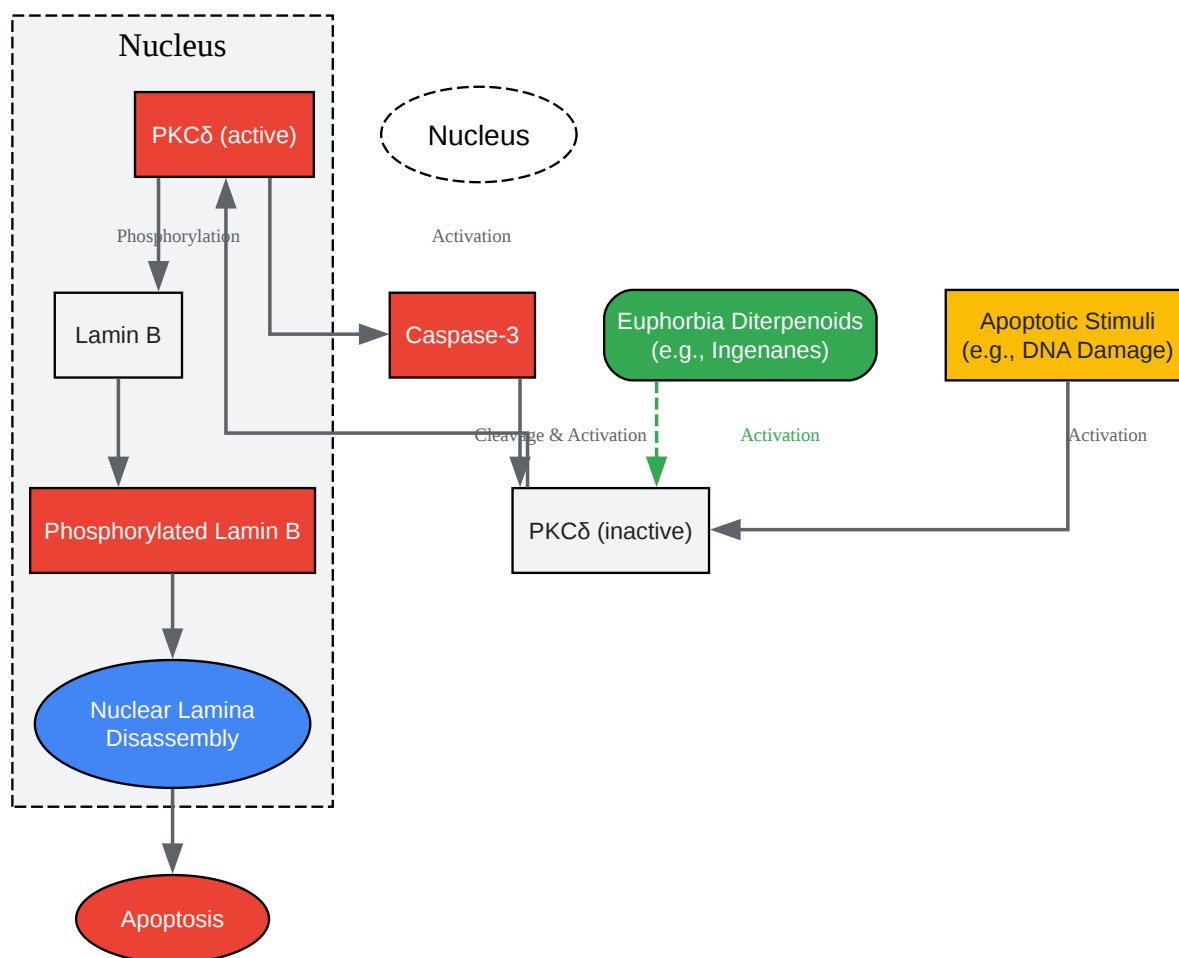 Nucleus
PKCδ (active)
Nucleus
Phosphorylation
Activation
Lamin B
Caspase-3
Euphorbia Diterpenoids
(e.g., Ingenanes)
Apoptotic Stimuli
(e.g., DNA Damage)
Cleavage & Activation
Activation
Activation
Phosphorylated Lamin B
PKCδ (inactive)
Nuclear Lamina
Disassembly
Apoptosis